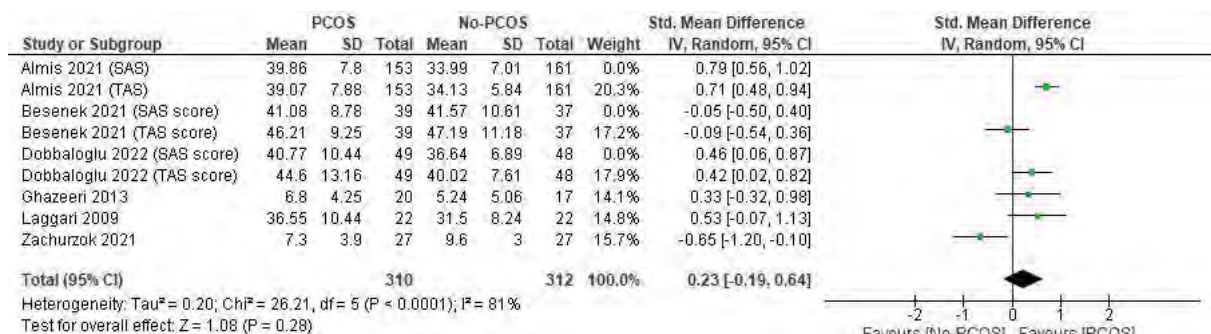 PCOS No-PCOS Std. Mean Difference Std. Mean Difference
Study or Subgroup Mean SD Total Mean SD Total Weight IV, Random, 95% CI IV, Random, 95% CI
Almis 2021 (SAS) 39.86 7.8 153 33.99 7.01 161 0.0% 0.79 [0.56, 1.02]
Almis 2021 (TAS) 39.07 7.88 153 34.13 5.84 161 20.3% 0.71 [0.48, 0.94]
Besenek 2021 (SAS score) 41.08 8.78 39 41.57 10.61 37 0.0% -0.05 [-0.50, 0.40]
Besenek 2021 (TAS score) 46.21 9.25 39 47.19 11.18 37 17.2% -0.09 [-0.54, 0.36]
Dobbaloglu 2022 (SAS score) 40.77 10.44 49 36.64 6.89 48 0.0% 0.46 [0.06, 0.87]
Dobbaloglu 2022 (TAS score) 44.6 13.16 49 40.02 7.61 48 17.9% 0.42 [0.02, 0.82]
Ghazeeri 2013 6.8 4.25 20 5.24 5.06 17 14.1% 0.33 [-0.32, 0.98]
Laggari 2009 36.55 10.44 22 31.5 8.24 22 14.8% 0.53 [-0.07, 1.13]
Zachurzok 2021 7.3 3.9 27 9.6 3 27 15.7% -0.65 [-1.20, -0.10]
Total (95% CI) 310 312 100.0% 0.23 [-0.19, 0.64]
Heterogeneity: Tau² = 0.20; Chi² = 26.21, df = 5 (P < 0.0001); I² = 81%
Test for overall effect: Z = 1.08 (P = 0.28)
-2 -1 0 1 2
Favours [No-PCOS] Favours [PCOS]